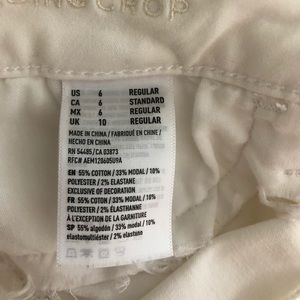 CROP
US 6 REGULAR
CA 6 STANDARD
MX 6 REGULAR
UK 10 REGULAR
MADE IN CHINA / FABRIQUÉ EN CHINE /
HECHO EN CHINA
RN 54485/CA 03873
RFC# AEM120605U9A
EN 55% COTTON / 33% MODAL / 10%
POLYESTER / 2% ELASTANE
EXCLUSIVE OF DECORATION
FR 55% COTON / 33% MODAL / 10%
POLYESTER / 2% ÉLASTHANNE
À L'EXCEPTION DE LA GARNITURE
SP 55% algodón / 33% modal / 10%
elastomultiéster / 2% elastano